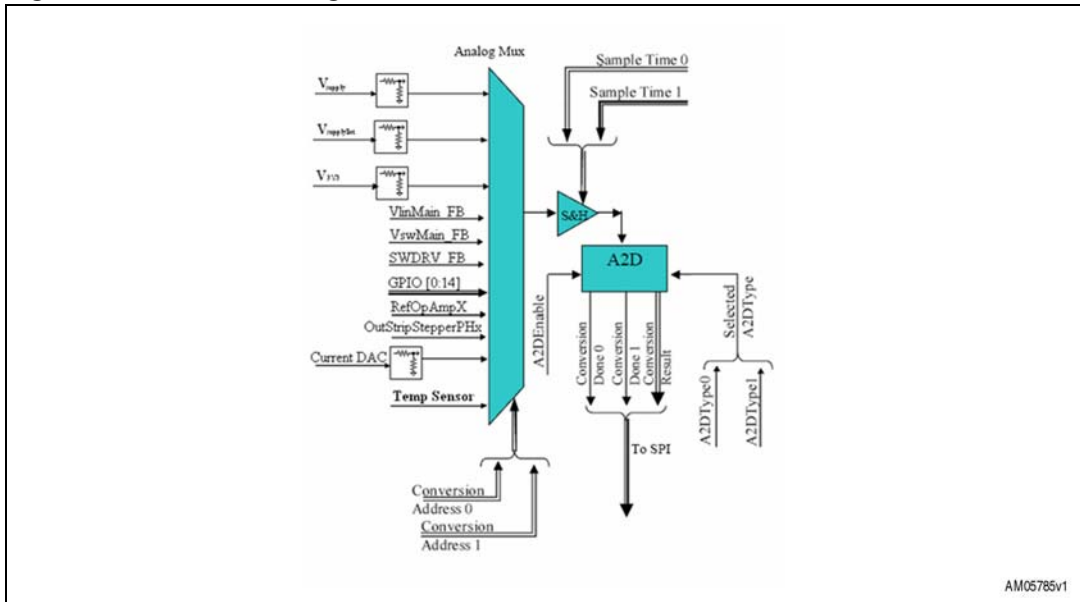 Analog Mux
Sample Time 0
Sample Time 1
Vsupply
VsupplyInt
V3V3
VlinMain_FB
VswMain_FB
SWDRV_FB
GPIO [0:14]
RefOpAmpX
OutStripStepperPHx
Current DAC
Temp Sensor
S&H
A2D
A2DEnable
Conversion
Done 0
Conversion
Done 1
Conversion
Result
Selected
A2DType
A2DType0
A2DType1
To SPI
Conversion
Address 0
Conversion
Address 1
AM05785v1